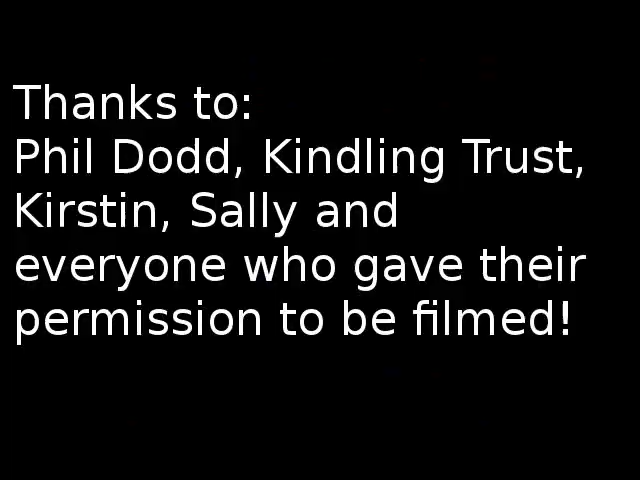 Thanks to:
Phil Dodd, Kindling Trust,
Kirstin, Sally and
everyone who gave their
permission to be filmed!